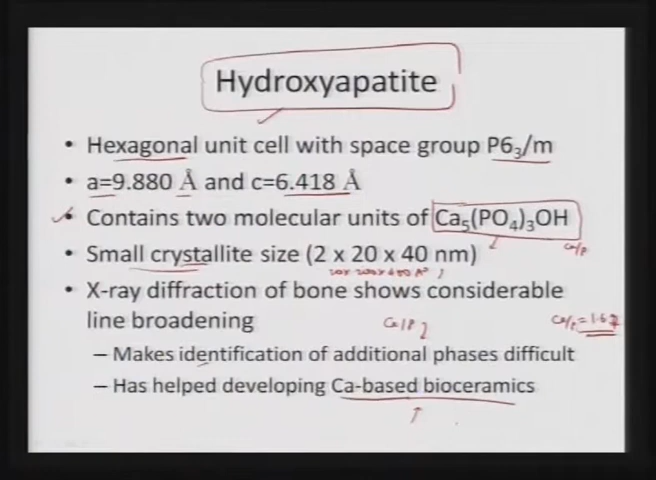 Hydroxyapatite
• Hexagonal unit cell with space group P6₃/m
• a=9.880 Å and c=6.418 Å
• Contains two molecular units of Ca₅(PO₄)₃OH
Ca/P
• Small crystallite size (2 x 20 x 40 nm)
• X-ray diffraction of bone shows considerable
line broadening
Ca/P
Ca/P = 1.67
– Makes identification of additional phases difficult
– Has helped developing Ca-based bioceramics